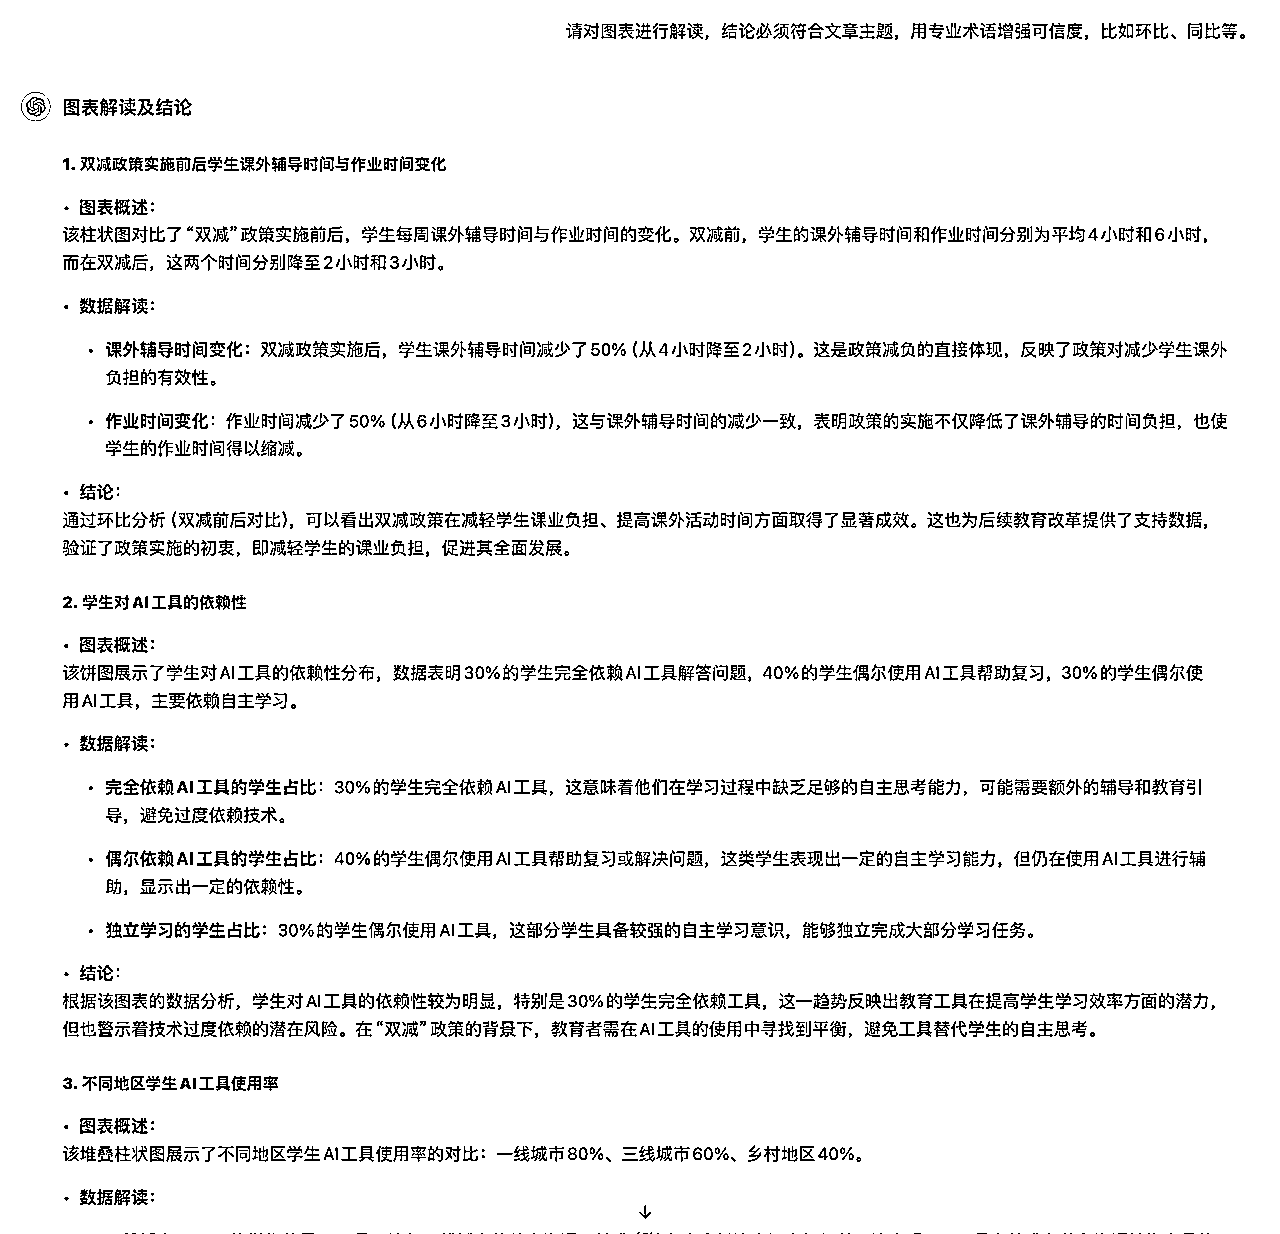 请对图表进行解读，结论必须符合文章主题，用专业术语增强可信度，比如环比、同比等。
图表解读及结论
1. 双减政策实施前后学生课外辅导时间与作业时间变化
• 图表概述：
该柱状图对比了“双减”政策实施前后，学生每周课外辅导时间与作业时间的变化。双减前，学生的课外辅导时间和作业时间分别为平均4小时和6小时，
而在双减后，这两个时间分别降至2小时和3小时。
• 数据解读：
• 课外辅导时间变化：双减政策实施后，学生课外辅导时间减少了50%（从4小时降至2小时）。这是政策减负的直接体现，反映了政策对减少学生课外
负担的有效性。
• 作业时间变化：作业时间减少了50%（从6小时降至3小时），这与课外辅导时间的减少一致，表明政策的实施不仅降低了课外辅导的时间负担，也使
学生的作业时间得以缩减。
• 结论：
通过环比分析（双减前后对比），可以看出双减政策在减轻学生课业负担、提高课外活动时间方面取得了显著成效。这也为后续教育改革提供了支持数据，
验证了政策实施的初衷，即减轻学生的课业负担，促进其全面发展。
2. 学生对AI工具的依赖性
• 图表概述：
该饼图展示了学生对AI工具的依赖性分布，数据表明30%的学生完全依赖AI工具解答问题，40%的学生偶尔使用AI工具帮助复习，30%的学生偶尔使
用AI工具，主要依赖自主学习。
• 数据解读：
• 完全依赖AI工具的学生占比：30%的学生完全依赖AI工具，这意味着他们在学习过程中缺乏足够的自主思考能力，可能需要额外的辅导和教育引
导，避免过度依赖技术。
• 偶尔依赖AI工具的学生占比：40%的学生偶尔使用AI工具帮助复习或解决问题，这类学生表现出一定的自主学习能力，但仍在使用AI工具进行辅
助，显示出一定的依赖性。
• 独立学习的学生占比：30%的学生偶尔使用AI工具，这部分学生具备较强的自主学习意识，能够独立完成大部分学习任务。
• 结论：
根据该图表的数据分析，学生对AI工具的依赖性较为明显，特别是30%的学生完全依赖工具，这一趋势反映出教育工具在提高学生学习效率方面的潜力，
但也警示着技术过度依赖的潜在风险。在“双减”政策的背景下，教育者需在AI工具的使用中寻找到平衡，避免工具替代学生的自主思考。
3. 不同地区学生AI工具使用率
• 图表概述：
该堆叠柱状图展示了不同地区学生AI工具使用率的对比：一线城市80%、三线城市60%、乡村地区40%。
• 数据解读：